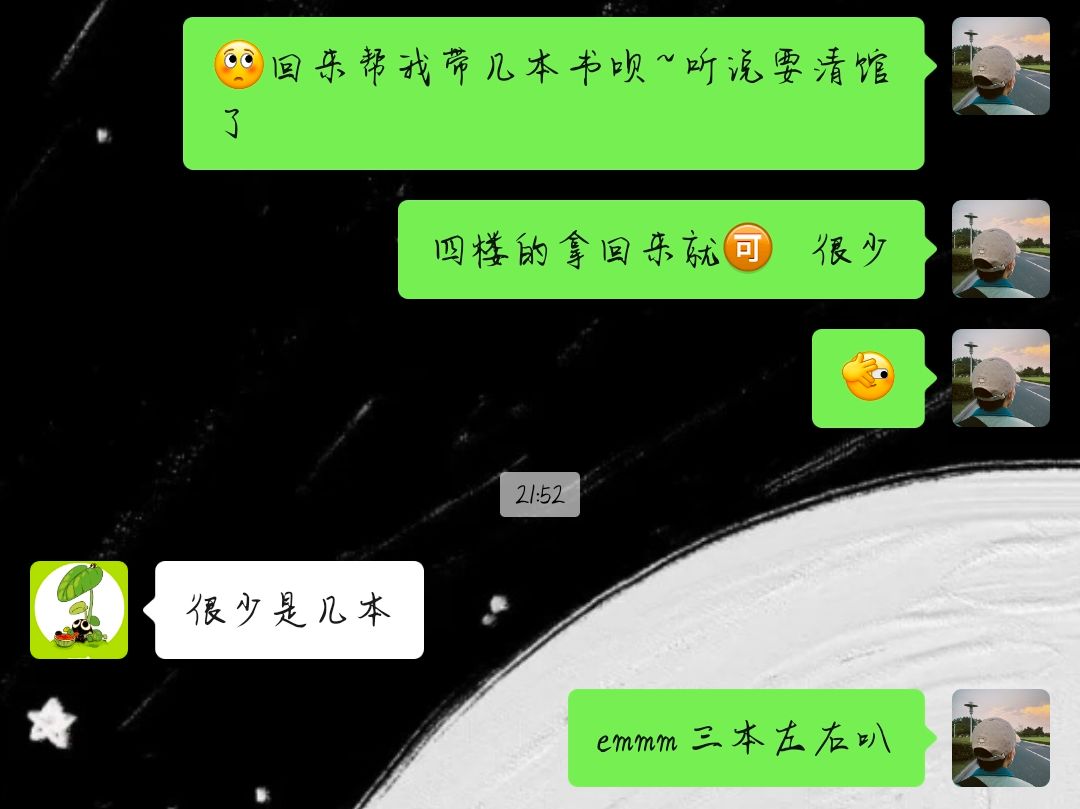 🥺回来帮我带几本书呗~听说要清馆
了
四楼的拿回来就🉑 很少
🫣
21:52
很少是几本
emmm 三本左右叭